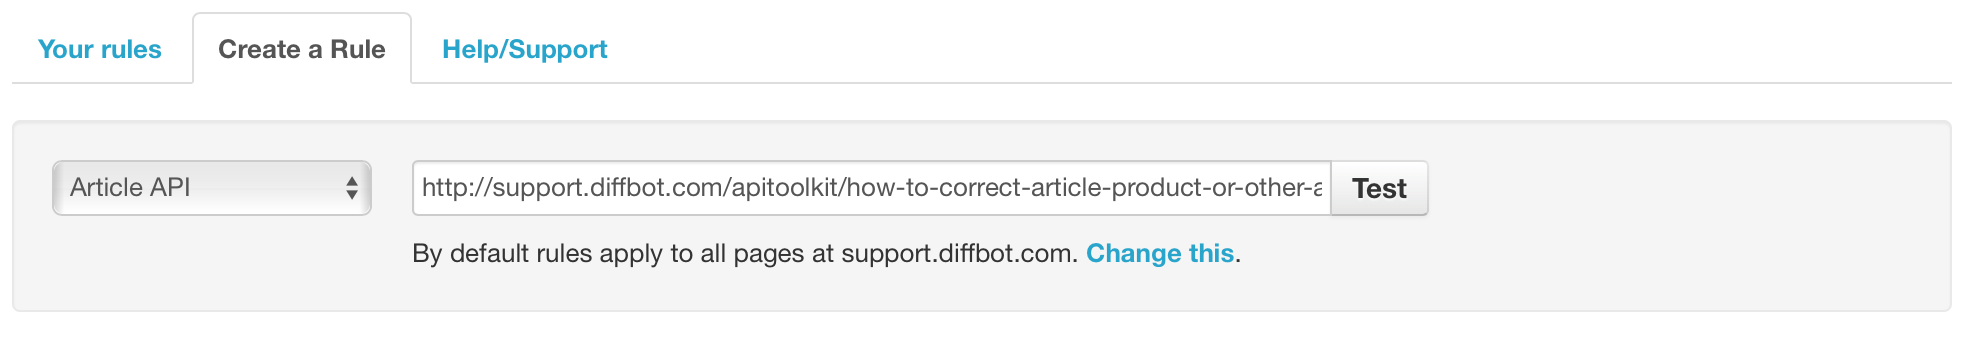 Your rules Create a Rule Help/Support
Article API http://support.diffbot.com/apitoolkit/how-to-correct-article-product-or-other-a Test
By default rules apply to all pages at support.diffbot.com. Change this.